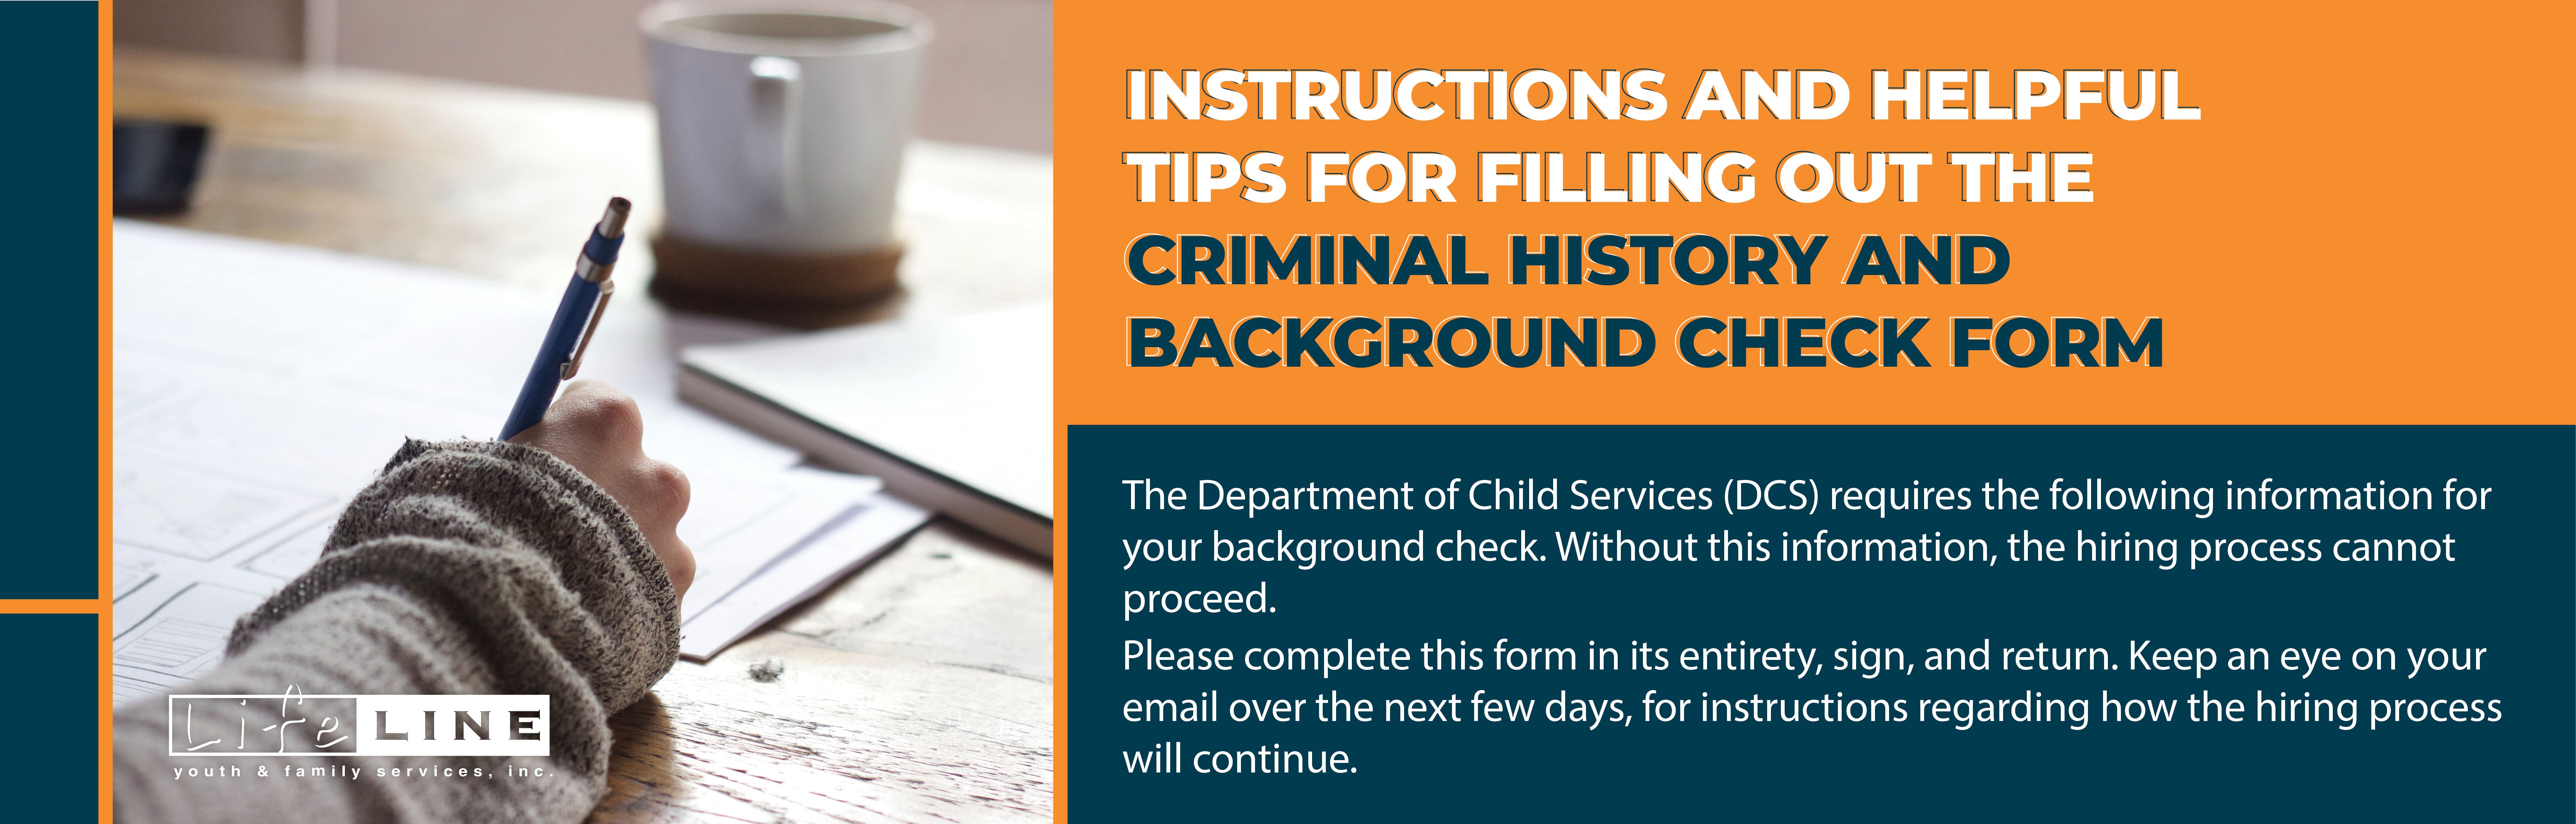 INSTRUCTIONS AND HELPFUL
TIPS FOR FILLING OUT THE
CRIMINAL HISTORY AND
BACKGROUND CHECK FORM
The Department of Child Services (DCS) requires the following information for
your background check. Without this information, the hiring process cannot
proceed.
Please complete this form in its entirety, sign, and return. Keep an eye on your
email over the next few days, for instructions regarding how the hiring process
will continue.
Life LINE
youth & family services, inc.